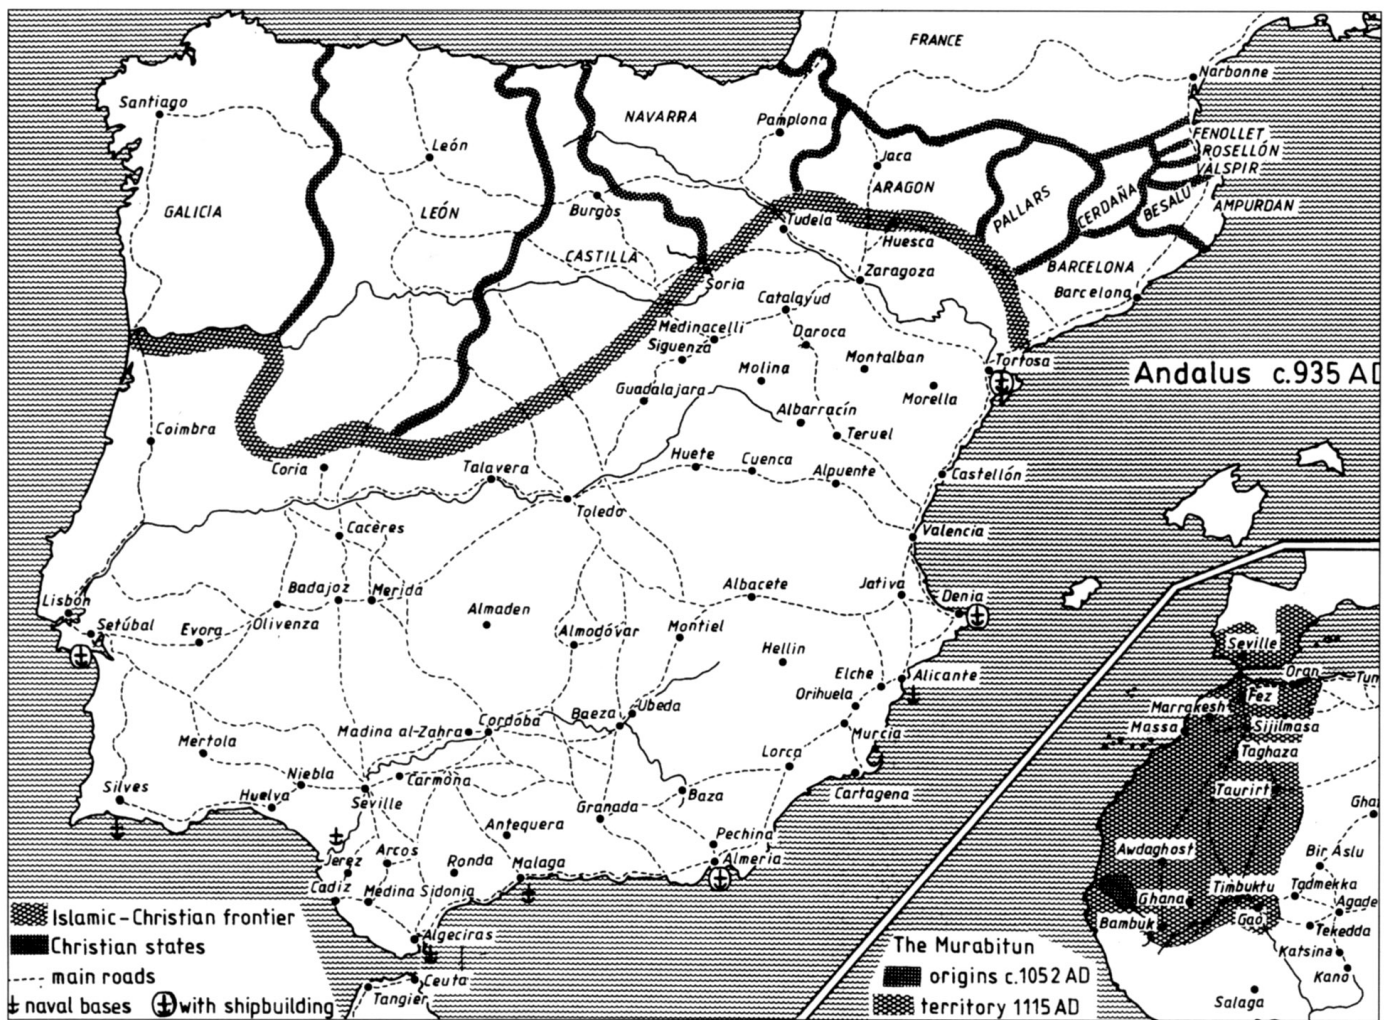 FRANCE
Narbonne
Santiago
NAVARRA
Pamplona
FENOLLET
ROSELLÓN
VALSPIR
León
Jaca
ARAGON
PALLARS
CERDAÑA
BESALÚ
AMPURDAN
GALICIA
LEÓN
Burgos
Tudela
Huesca
CASTILLA
BARCELONA
Zaragoza
Soria
Barcelona
Catalayud
Medinacelli
Daroca
Siguenza
Montalban
Tortosa
Molina
Andalus c.935 AD
Guadalajara
Morella
Albarracín
Coimbra
Teruel
Coria
Talavera
Huete
Cuenca
Alpuente
Castellón
Toledo
Caceres
Valencia
Badajoz
Merida
Albacete
Jativa
Denia
Lisbon
Setúbal
Evora
Olivenza
Almaden
Almodóvar
Montiel
Hellin
Elche
Alicante
Orihuela
Seville
Oran
Tun
Fez
Marrakesh
Massa
Sijilmasa
Taghaza
Madina al-Zahra
Cordoba
Baeza
Ubeda
Murcia
Mertola
Lorca
Niebla
Carmona
Silves
Huelva
Seville
Granada
Baza
Cartagena
Taurirt
Gha
Antequera
Pechina
Jerez
Arcos
Ronda
Malaga
Almeria
Awdaghost
Bir Aslu
Cadiz
Medina Sidonia
Ghana
Timbuktu
Tadmekka
Agade
Bambuk
Gao
Tekedda
Algeciras
Katsina
Kano
Ceuta
Tangier
Salaga
Islamic-Christian frontier
Christian states
main roads
naval bases with shipbuilding
The Murabitun
origins c.1052 AD
territory 1115 AD